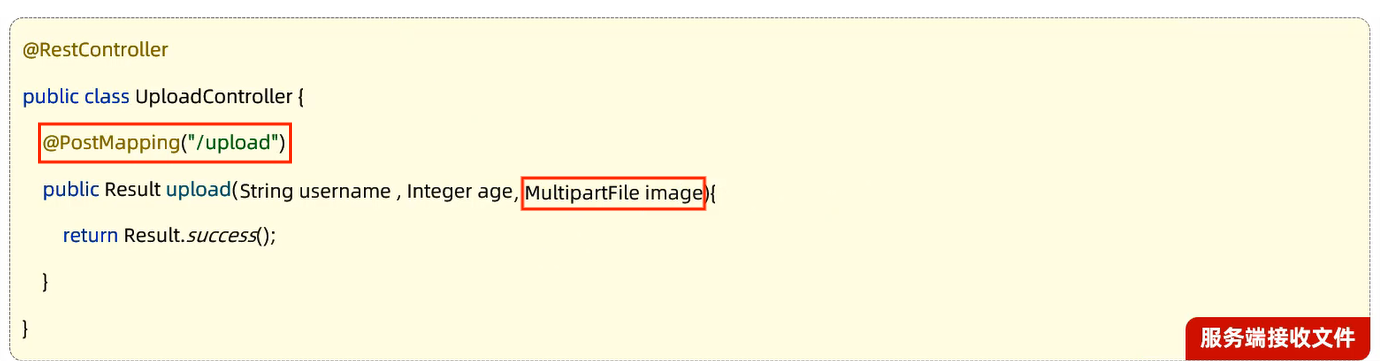 @RestController
public class UploadController {
@PostMapping("/upload")
public Result upload(String username , Integer age, MultipartFile image){
return Result.success();
}
}
服务端接收文件